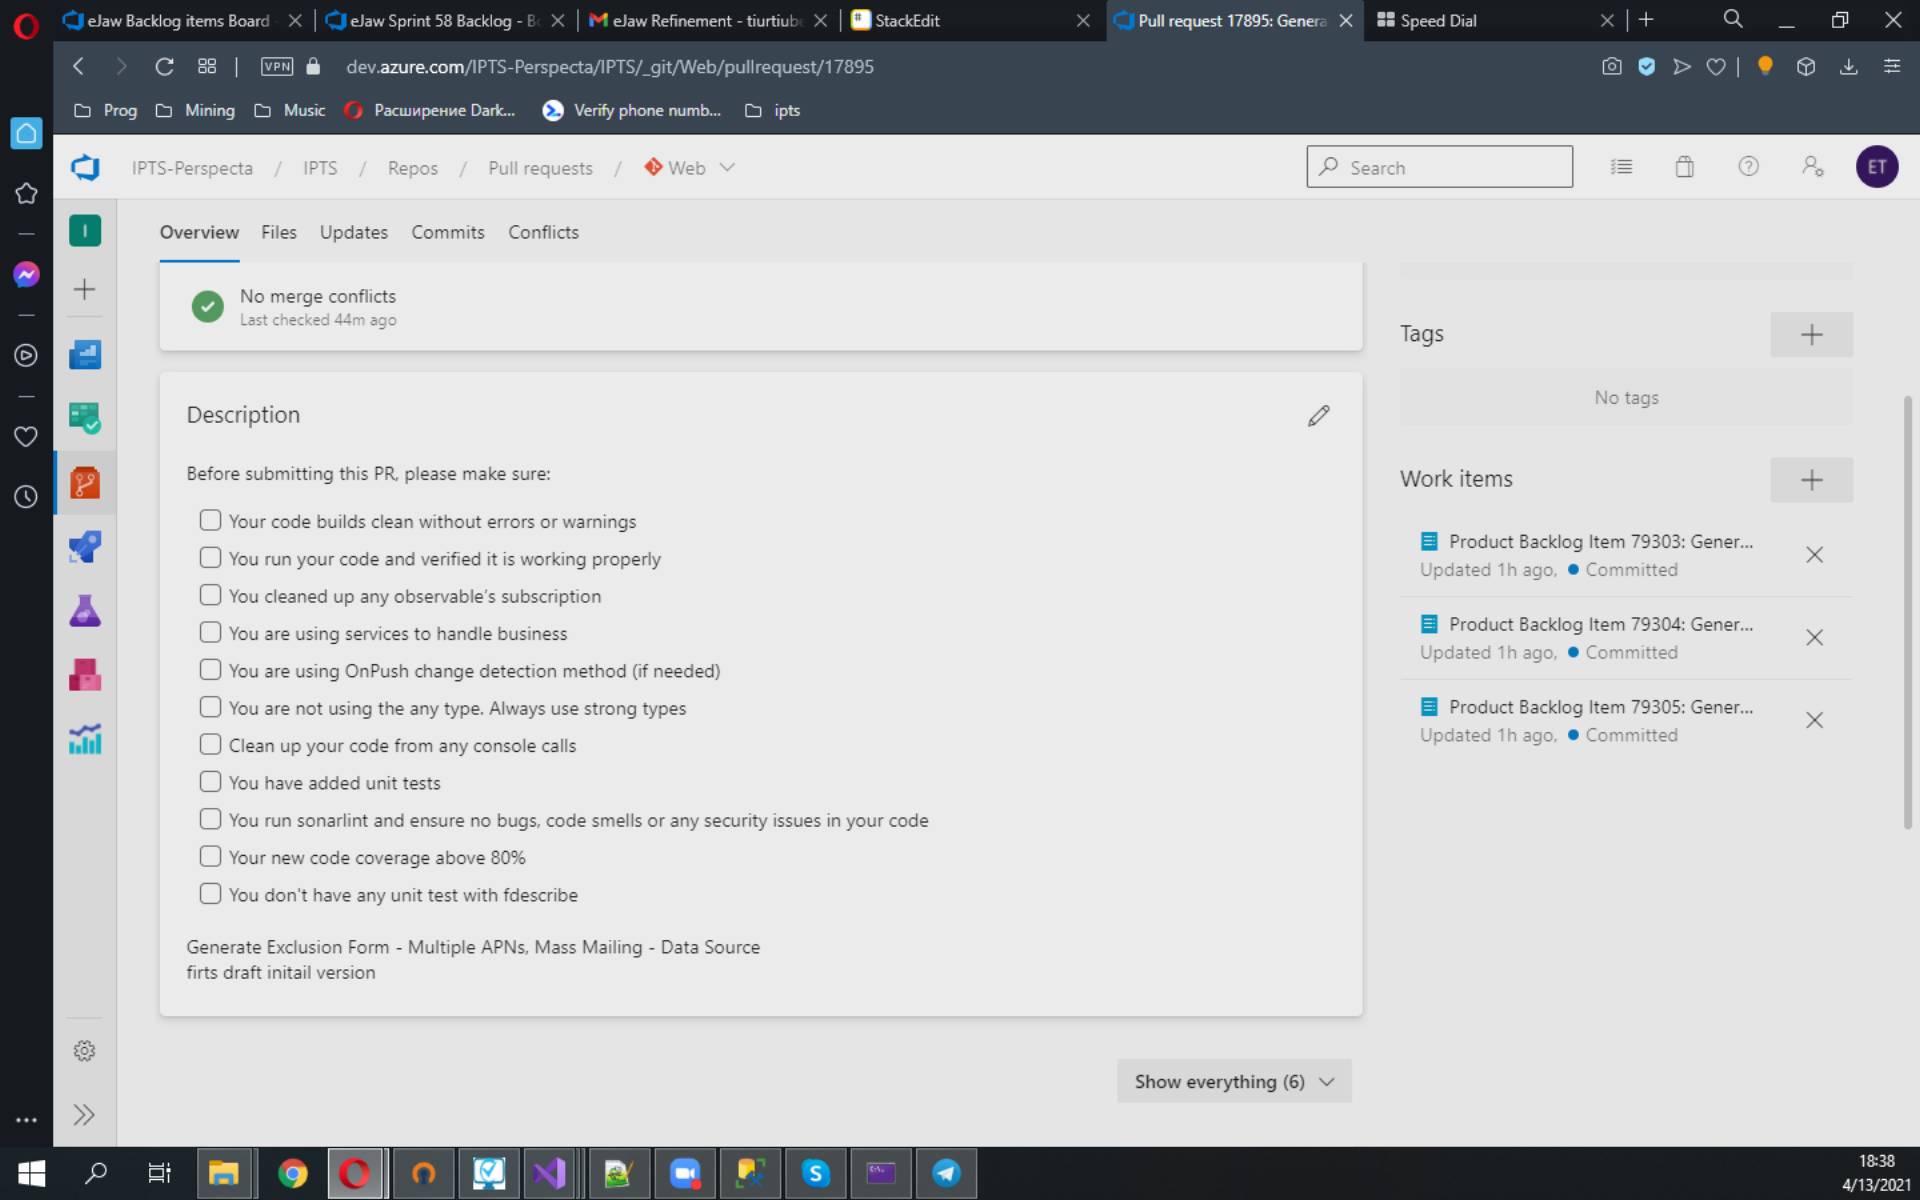 eJaw Backlog items Board
eJaw Sprint 58 Backlog - Bo
eJaw Refinement - tiurtiube
StackEdit
Pull request 17895: Genera
Speed Dial
VPN
dev.azure.com/IPTS-Perspecta/IPTS/_git/Web/pullrequest/17895
Prog
Mining
Music
Расширение Dark...
Verify phone numb...
ipts
IPTS-Perspecta / IPTS / Repos / Pull requests / Web
Search
ET
I
Overview
Files
Updates
Commits
Conflicts
No merge conflicts
Last checked 44m ago
Description
Before submitting this PR, please make sure:
Your code builds clean without errors or warnings
You run your code and verified it is working properly
You cleaned up any observable's subscription
You are using services to handle business
You are using OnPush change detection method (if needed)
You are not using the any type. Always use strong types
Clean up your code from any console calls
You have added unit tests
You run sonarlint and ensure no bugs, code smells or any security issues in your code
Your new code coverage above 80%
You don't have any unit test with fdescribe
Generate Exclusion Form - Multiple APNs, Mass Mailing - Data Source
firts draft initail version
Show everything (6)
Tags
No tags
Work items
Product Backlog Item 79303: Gener...
Updated 1h ago, Committed
Product Backlog Item 79304: Gener...
Updated 1h ago, Committed
Product Backlog Item 79305: Gener...
Updated 1h ago, Committed
18:38
4/13/2021